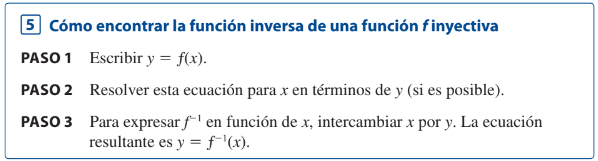 5 Cómo encontrar la función inversa de una función f inyectiva
PASO 1 Escribir y = f(x).
PASO 2 Resolver esta ecuación para x en términos de y (si es posible).
PASO 3 Para expresar f⁻¹ en función de x, intercambiar x por y. La ecuación
resultante es y = f⁻¹(x).